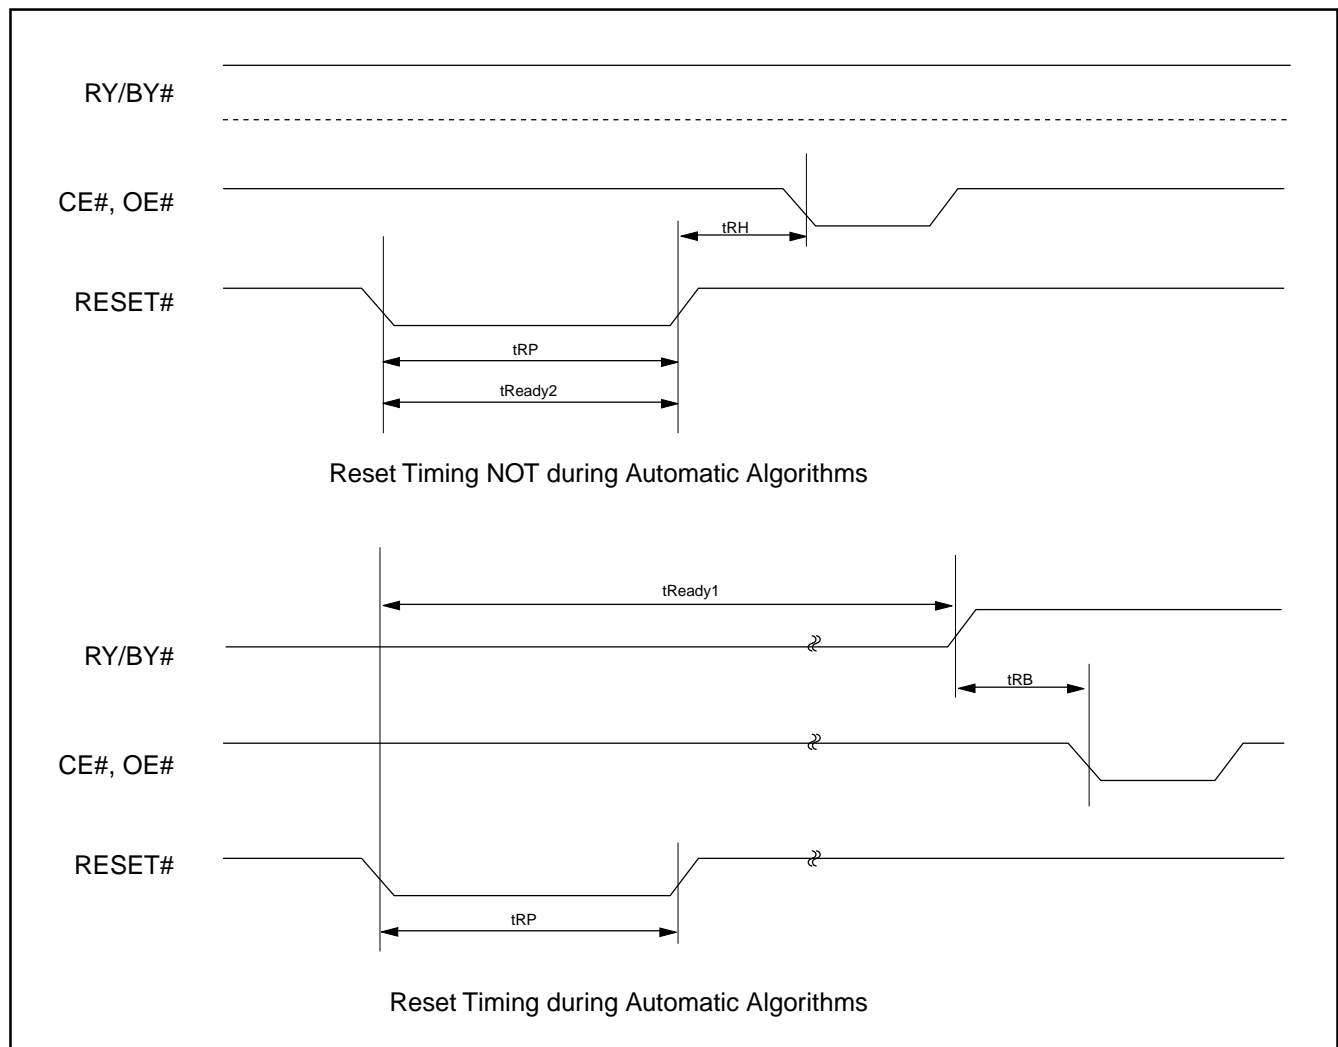 RY/BY#
CE#, OE#
tRH
RESET#
tRP
tReady2
Reset Timing NOT during Automatic Algorithms
tReady1
RY/BY#
tRB
CE#, OE#
RESET#
tRP
Reset Timing during Automatic Algorithms